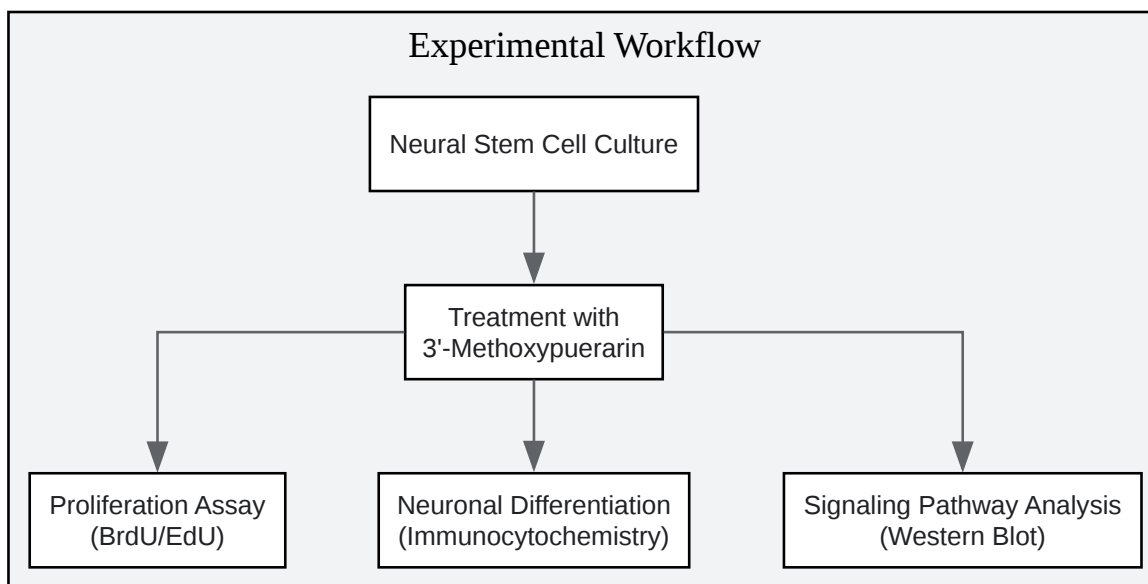 Experimental Workflow
Neural Stem Cell Culture
Treatment with
3'-Methoxypuerarin
Proliferation Assay
(BrdU/EdU)
Neuronal Differentiation
(Immunocytochemistry)
Signaling Pathway Analysis
(Western Blot)